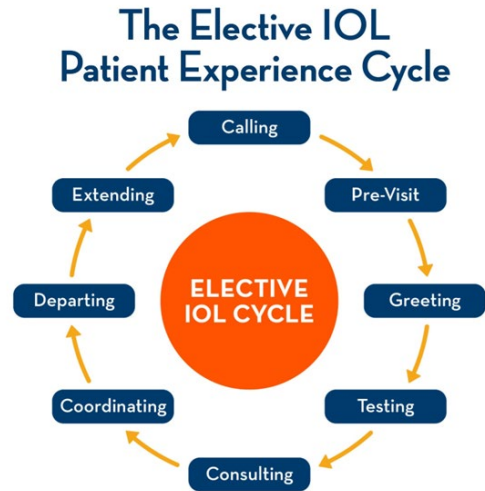 The Elective IOL
Patient Experience Cycle
Calling
Pre-Visit
Greeting
Testing
Consulting
Coordinating
Departing
Extending
ELECTIVE
IOL CYCLE